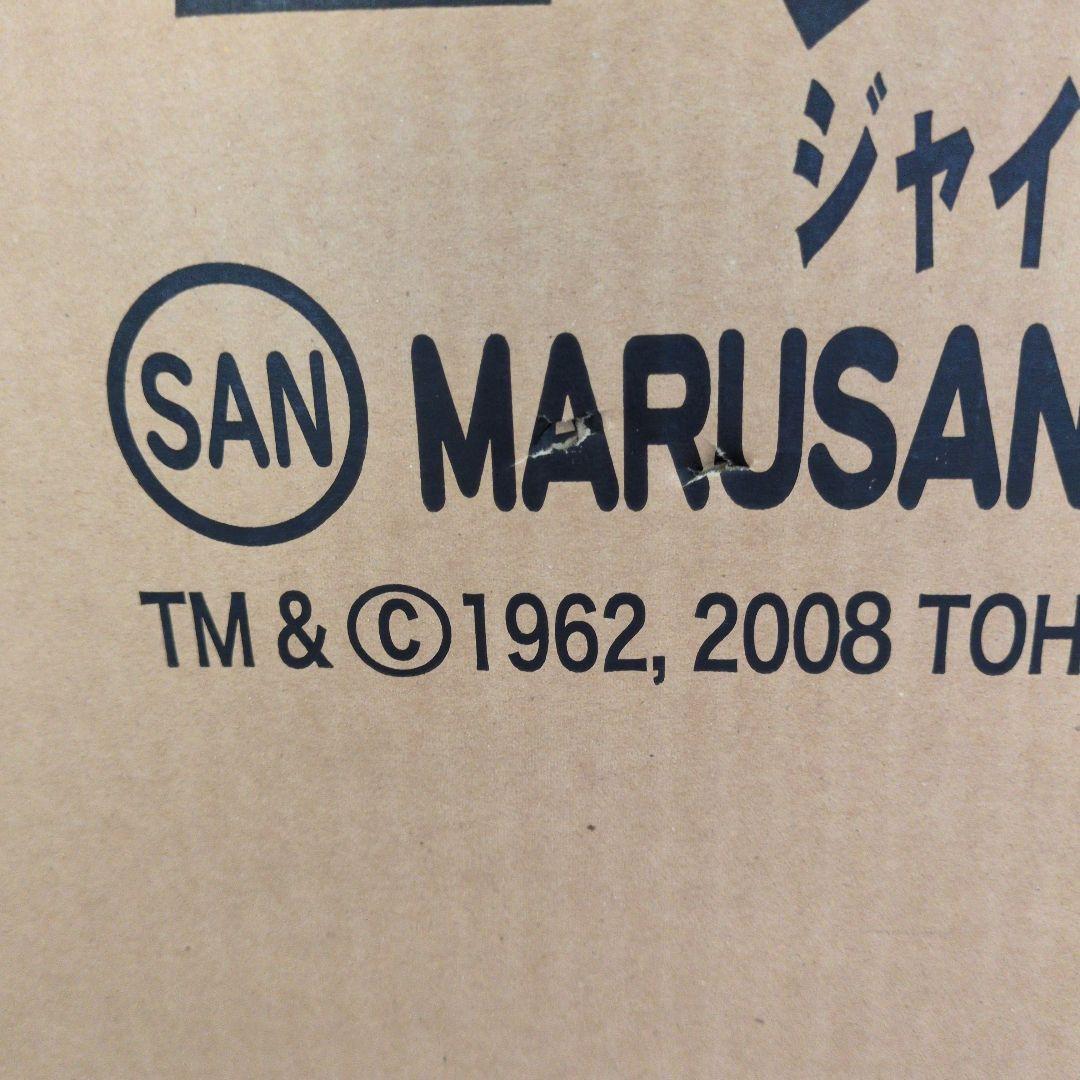 ジャイ
SAN MARUSAN
TM & ©1962, 2008 TOH